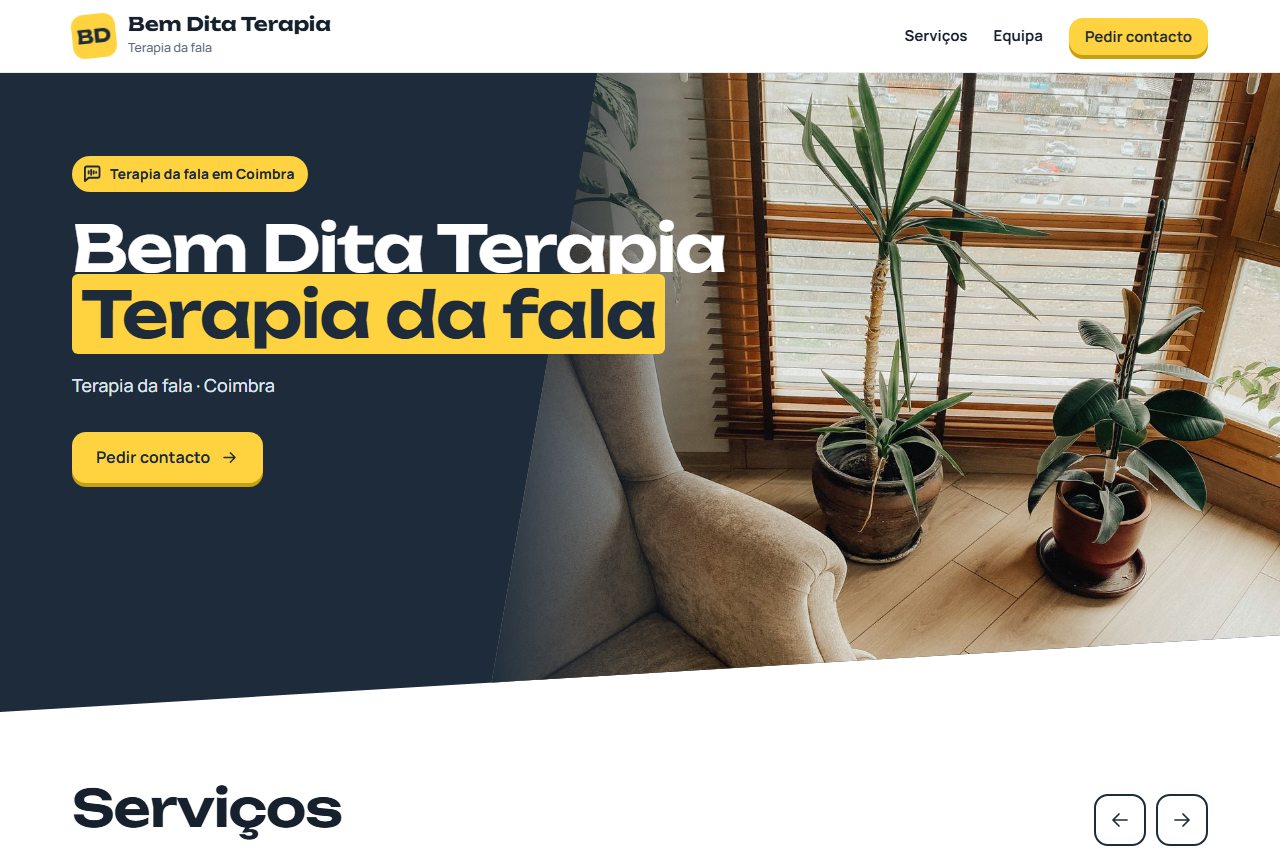 BD
Bem Dita Terapia
Terapia da fala
Serviços
Equipa
Pedir contacto
Terapia da fala em Coimbra
Bem Dita Terapia
Terapia da fala
Terapia da fala · Coimbra
Pedir contacto
Serviços